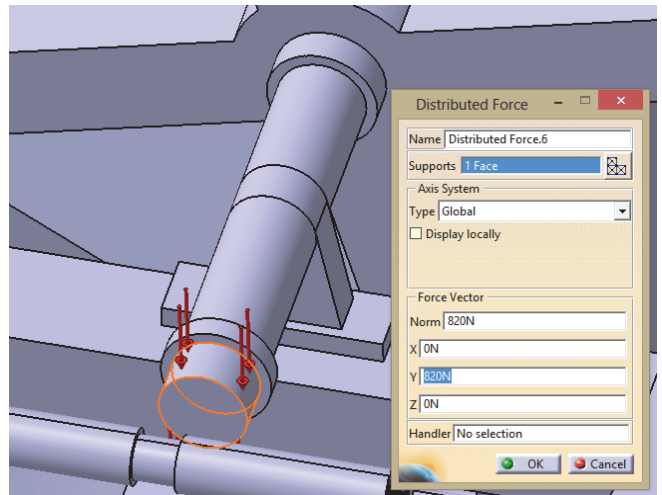 Distributed Force
Name Distributed Force.6
Supports 1 Face
Axis System
Type Global
Display locally
Force Vector
Norm 820N
X 0N
Y 820N
Z 0N
Handler No selection
OK Cancel